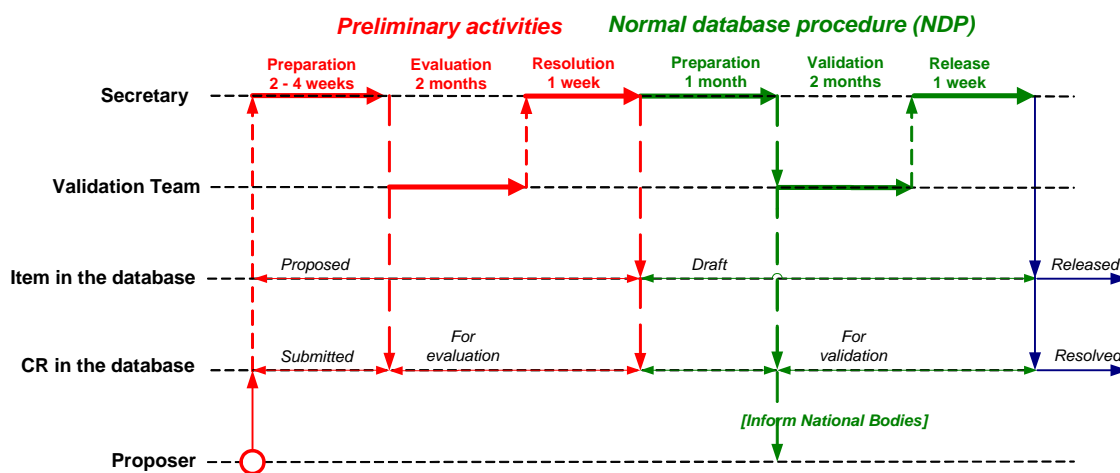 Preliminary activities
Normal database procedure (NDP)
Preparation
2 - 4 weeks
Evaluation
2 months
Resolution
1 week
Preparation
1 month
Validation
2 months
Release
1 week
Secretary
Validation Team
Item in the database
Proposed
Draft
Released
CR in the database
Submitted
For
evaluation
For
validation
Resolved
[Inform National Bodies]
Proposer